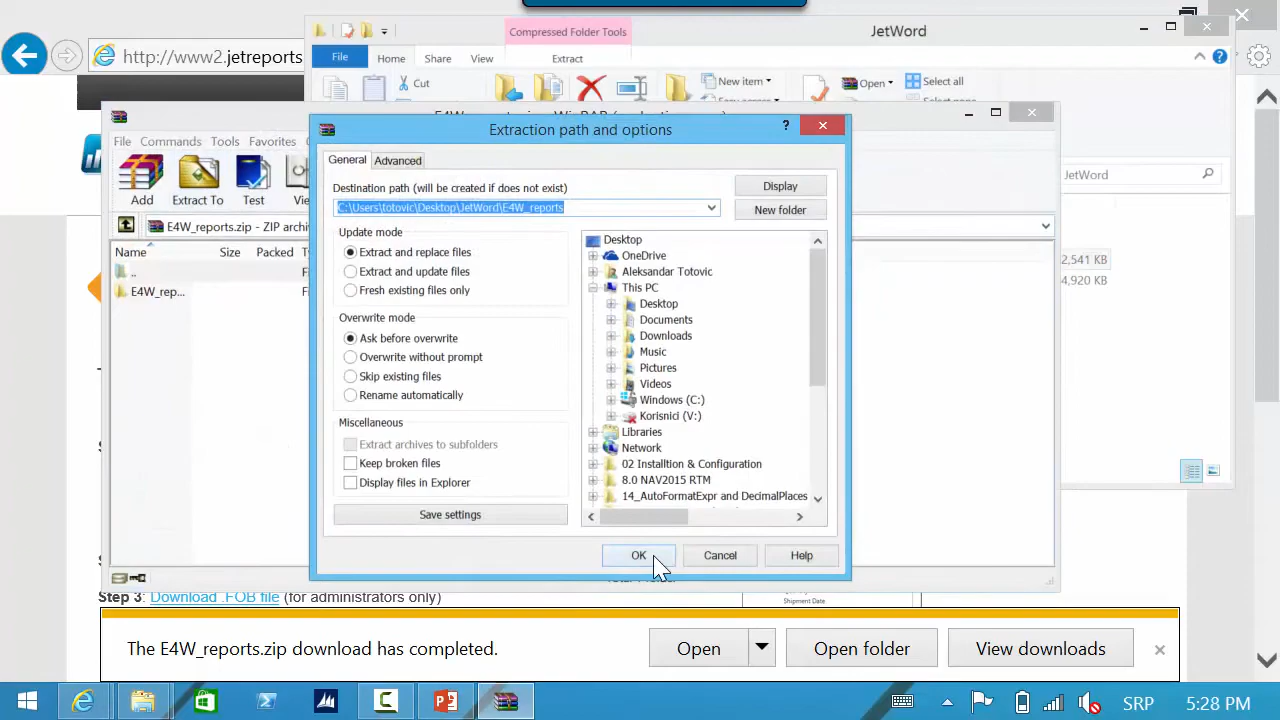 Compressed Folder Tools
JetWord
File
Home
Share
View
Extract
http://www2.jetreports
Cut
New item
Open
Select all
Extraction path and options
?
File
Commands
Tools
Favorites
General
Advanced
JetWord
Destination path (will be created if does not exist)
Display
C:\Users\totovic\Desktop\JetWord\E4W_reports
New folder
Add
Extract To
Test
E4W_reports.zip - ZIP archi
Update mode
Extract and replace files
Extract and update files
Fresh existing files only
Name
Size
Packed
..
E4W_rep...
Overwrite mode
Ask before overwrite
Overwrite without prompt
Skip existing files
Rename automatically
Miscellaneous
Extract archives to subfolders
Keep broken files
Display files in Explorer
Save settings
Desktop
OneDrive
Aleksandar Totovic
This PC
Desktop
Documents
Downloads
Music
Pictures
Videos
Windows (C:)
Korisnici (V:)
Libraries
Network
02 Installtion & Configuration
8.0 NAV2015 RTM
14_AutoFormatExpr and DecimalPlaces
2,541 KB
4,920 KB
OK
Cancel
Help
Step 3: Download .FOB file (for administrators only)
Shipment Date
The E4W_reports.zip download has completed.
Open
Open folder
View downloads
SRP
5:28 PM